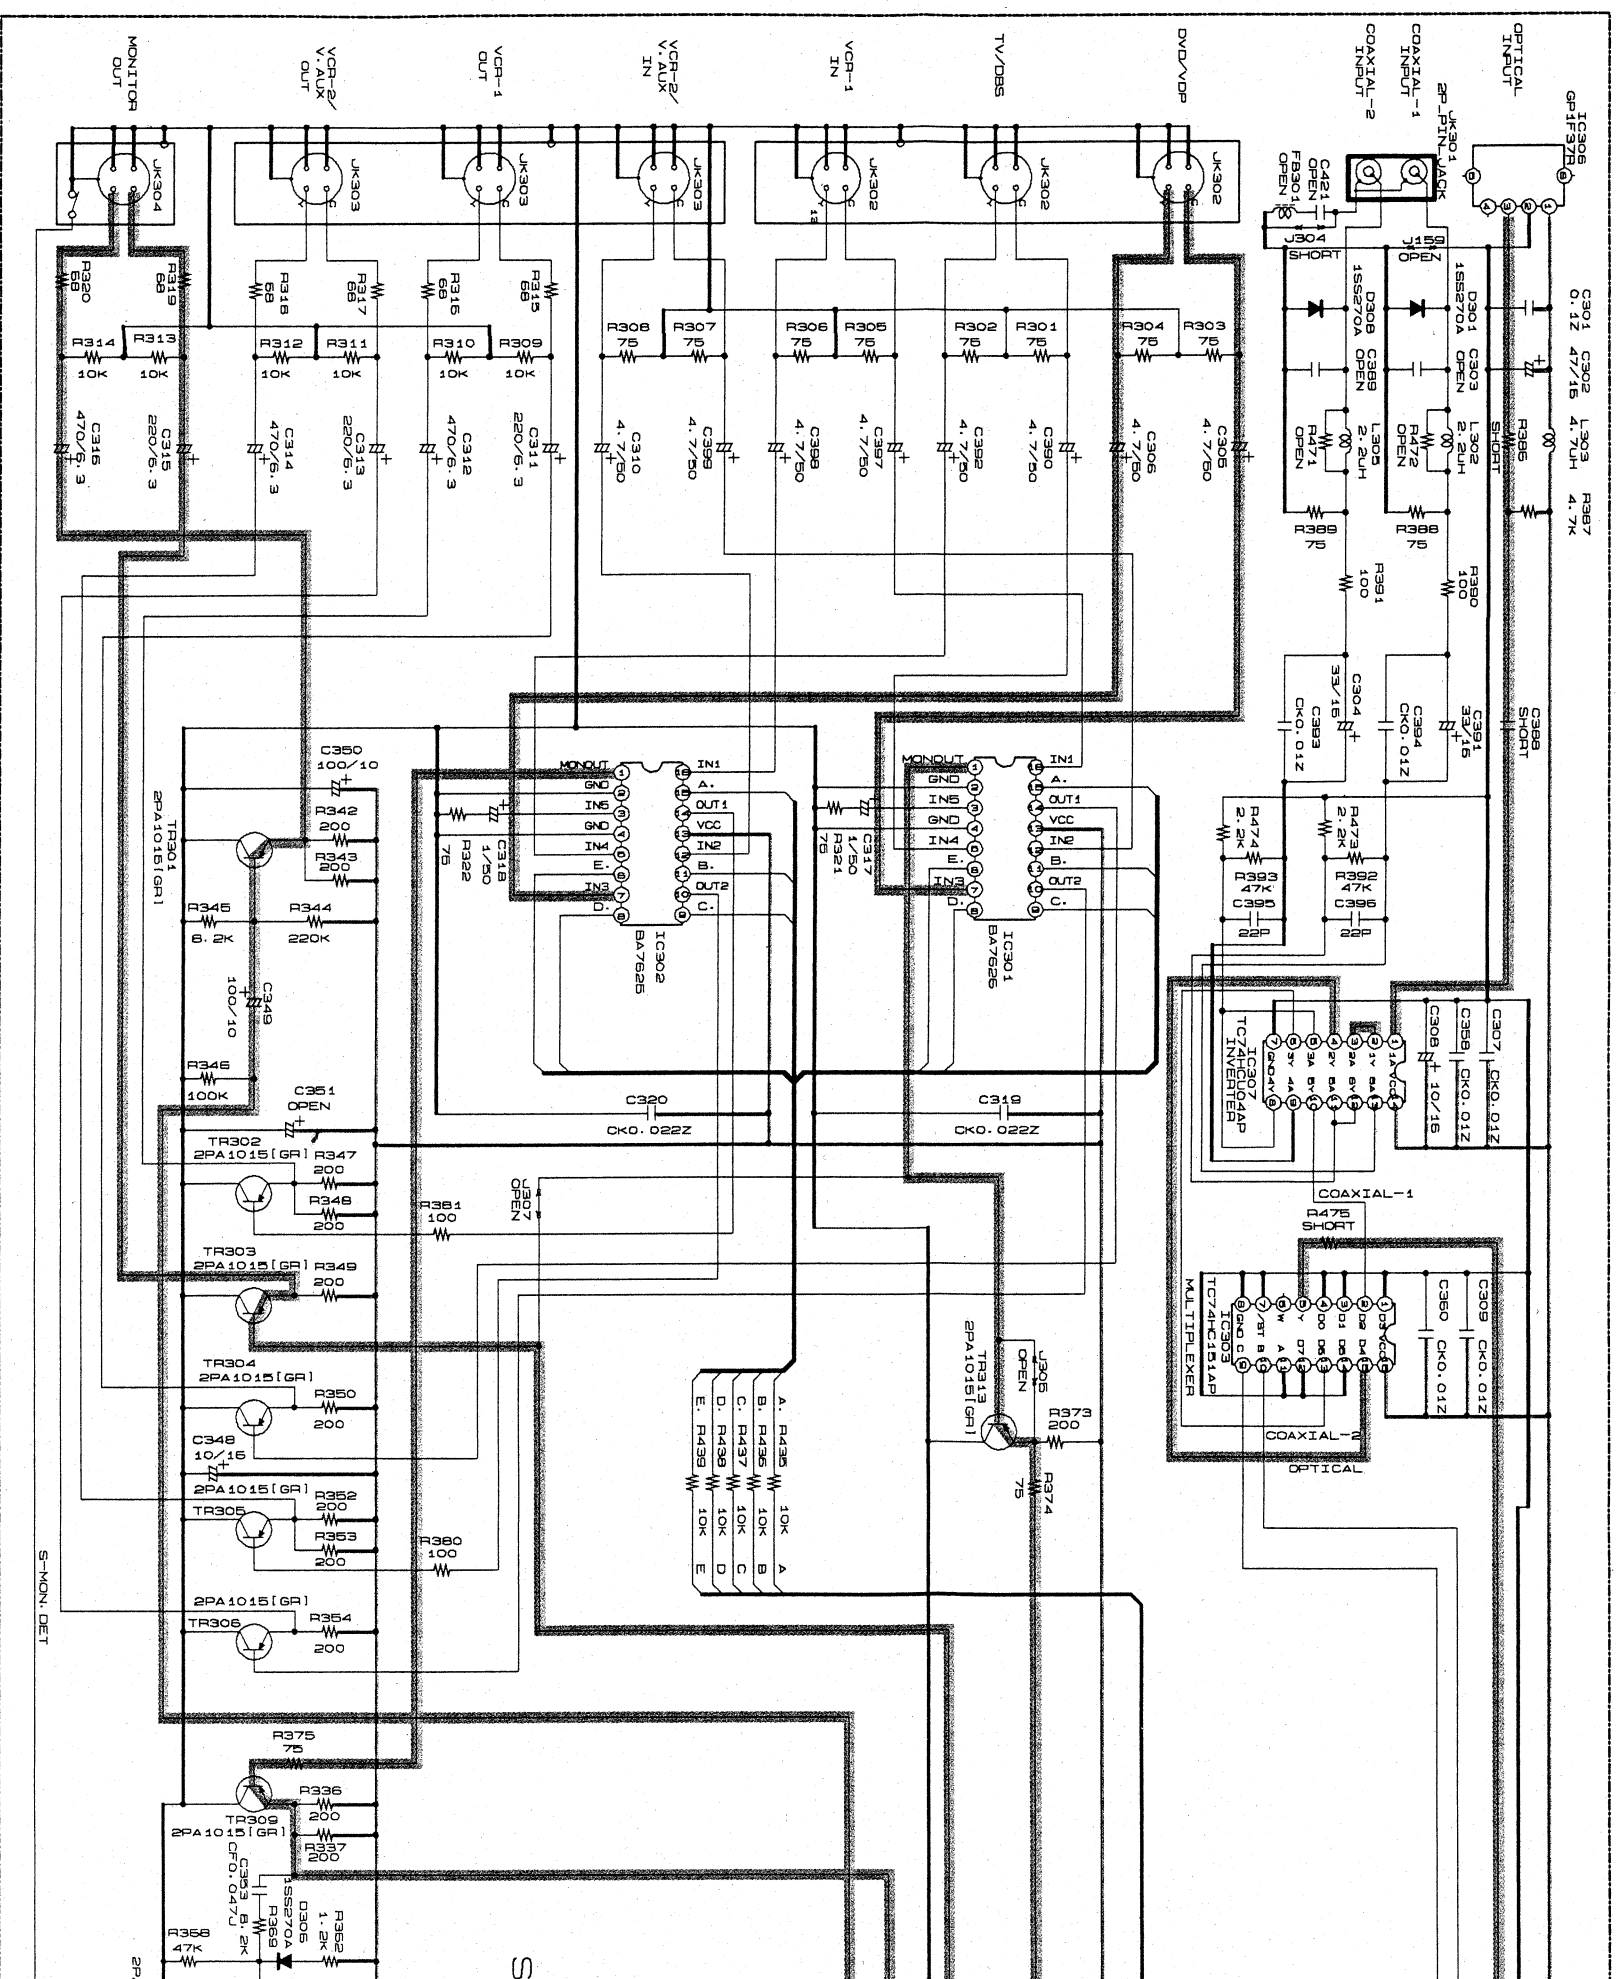 MONITOR
OUT
VCR-2/
V.AUX
OUT
VCR-1
OUT
VCR-2/
V.AUX
IN
VCR-1
IN
TV/DBS
DVD/VDP
COAXIAL-2
INPUT
COAXIAL-1
INPUT
JK301
2P_PIN_JACK
OPTICAL
INPUT
IC306
GP1F37R
JK304
JK303
JK303
JK303
JK302
JK302
JK302
FB301
OPEN
C421
OPEN
J304
SHORT
J159
OPEN
R320
68
R319
68
R318
68
R317
68
R316
68
R315
68
R314
10K
R313
10K
R312
10K
R311
10K
R310
10K
R309
10K
R308
75
R307
75
R306
75
R305
75
R302
75
R301
75
R304
75
R303
75
D308
1SS270A
C389
OPEN
L305
2.2uH
R471
OPEN
D301
1SS270A
C303
OPEN
L302
2.2uH
R472
OPEN
C301
0.1Z
C302
47/16
L303
4.7uH
R387
4.7K
R386
SHORT
C316
470/6.3
C315
220/6.3
C314
470/6.3
C313
220/6.3
C312
470/6.3
C311
220/6.3
C310
4.7/50
C399
4.7/50
C398
4.7/50
C397
4.7/50
C392
4.7/50
C390
4.7/50
C306
4.7/50
C305
4.7/50
R389
75
R388
75
R391
100
R390
100
C393
CK0.01Z
C304
33/16
C394
CK0.01Z
C391
33/16
C388
SHORT
C350
100/10
R342
200
R343
200
TR301
2PA1015[GR]
R345
8.2K
R344
220K
C349
100/10
R346
100K
C351
OPEN
MONOUT
GND
IN5
GND
IN4
E.
IN3
D.
IN1
A.
OUT1
VCC
IN2
B.
OUT2
C.
IC302
BA7625
C318
1/50
R322
75
MONOUT
GND
IN5
GND
IN4
E.
IN3
D.
IN1
A.
OUT1
VCC
IN2
B.
OUT2
C.
IC301
BA7626
C317
1/50
R321
75
R474
2.2K
R473
2.2K
R393
47K
R392
47K
C395
22P
C396
22P
IC307
TC74HCU04AP
INVERTER
C308
10/16
C358
CK0.01Z
C307
CK0.01Z
C320
CK0.022Z
C319
CK0.022Z
TR302
2PA1015[GR]
R347
200
R348
200
R381
100
J307
OPEN
COAXIAL-1
R475
SHORT
TR303
2PA1015[GR]
R349
200
IC303
TC74HC151AP
MULTIPLEXER
C360
CK0.01Z
C309
CK0.01Z
COAXIAL-2
OPTICAL
TR304
2PA1015[GR]
R350
200
C348
10/16
2PA1015[GR]
TR305
R352
200
R353
200
R380
100
TR313
2PA1015[GR]
J305
OPEN
R373
200
R374
75
A. R435 10K A
B. R436 10K B
C. R437 10K C
D. R438 10K D
E. R439 10K E
2PA1015[GR]
TR306
R354
200
S-MON.DET
R375
75
R336
200
TR309
2PA1015[GR]
R337
200
C353
CF0.047J
R369
8.2K
D305
1SS270A
R362
1.2K
R358
47K
2P
S